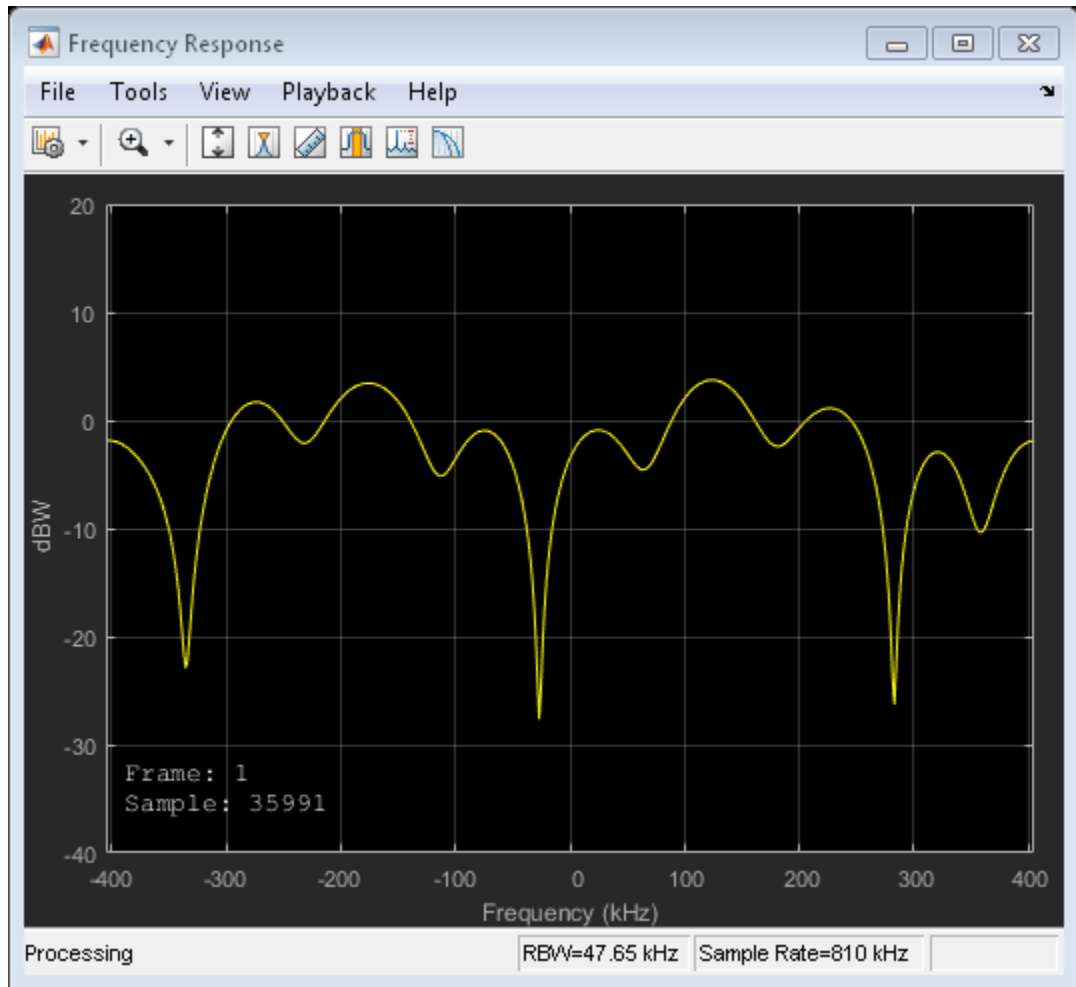 Frequency Response
File Tools View Playback Help
20
10
0
-10
-20
-30
-40
dBW
Frame: 1
Sample: 35991
-400 -300 -200 -100 0 100 200 300 400
Frequency (kHz)
Processing RBW=47.65 kHz Sample Rate=810 kHz